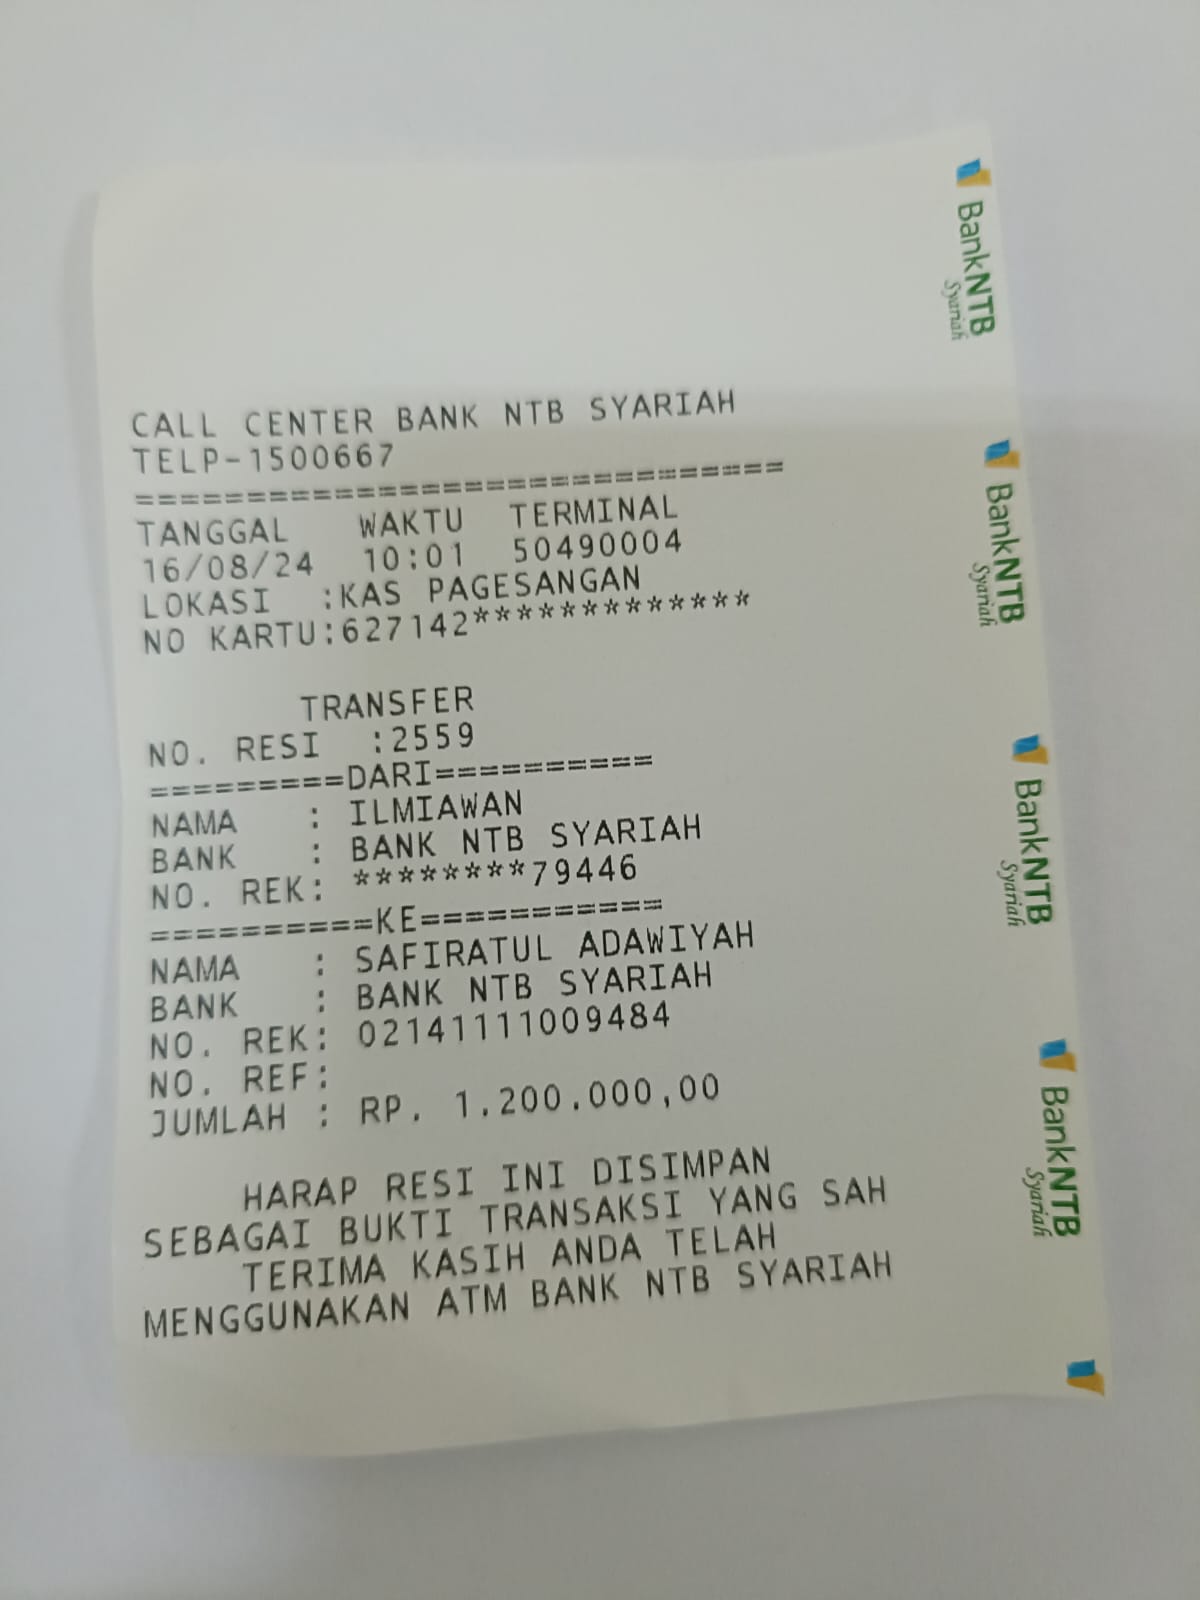 CALL CENTER BANK NTB SYARIAH
TELP-1500667
=============================
TANGGAL WAKTU TERMINAL
16/08/24 10:01 50490004
LOKASI :KAS PAGESANGAN
NO KARTU:627142*************
TRANSFER
NO. RESI :2559
=========DARI==========
NAMA : ILMIAWAN
BANK : BANK NTB SYARIAH
NO. REK: ********79446
==========KE===========
NAMA : SAFIRATUL ADAWIYAH
BANK : BANK NTB SYARIAH
NO. REK: 02141111009484
NO. REF:
JUMLAH : RP. 1.200.000,00
HARAP RESI INI DISIMPAN
SEBAGAI BUKTI TRANSAKSI YANG SAH
TERIMA KASIH ANDA TELAH
MENGGUNAKAN ATM BANK NTB SYARIAH
BankNTB
Syariah
BankNTB
Syariah
BankNTB
Syariah
BankNTB
Syariah